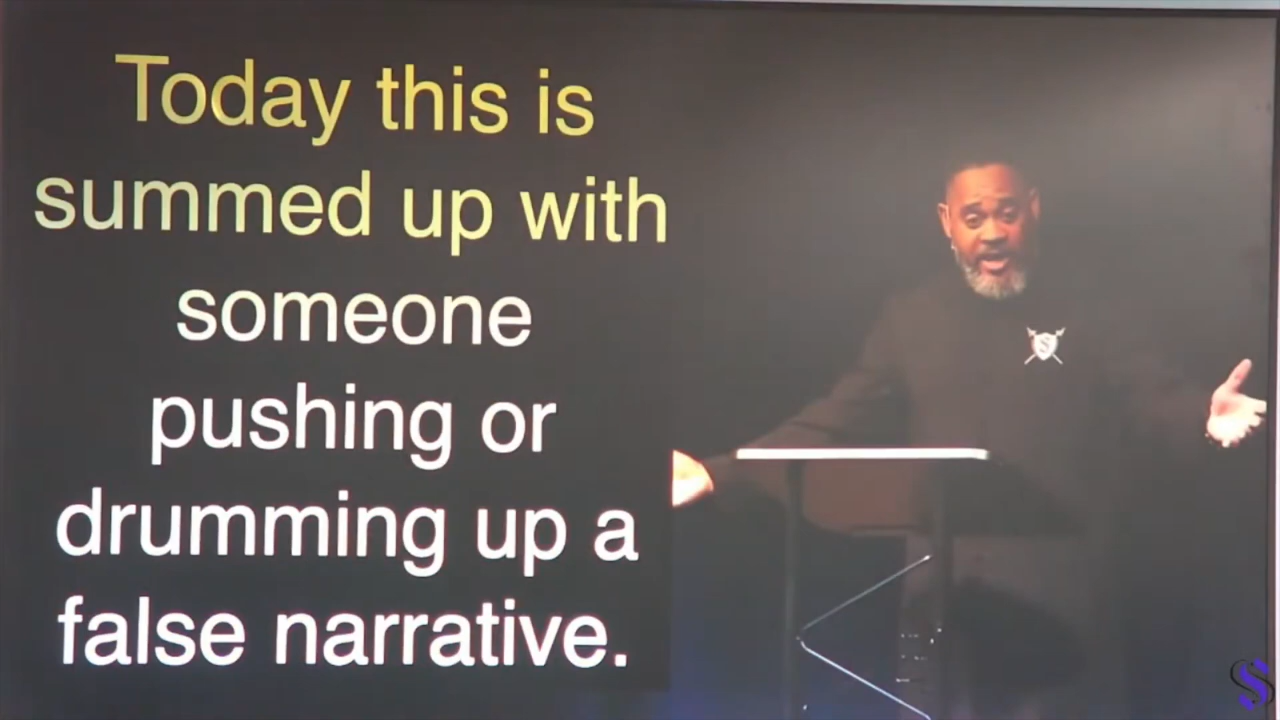 Today this is
summed up with
someone
pushing or
drumming up a
false narrative.
S
S